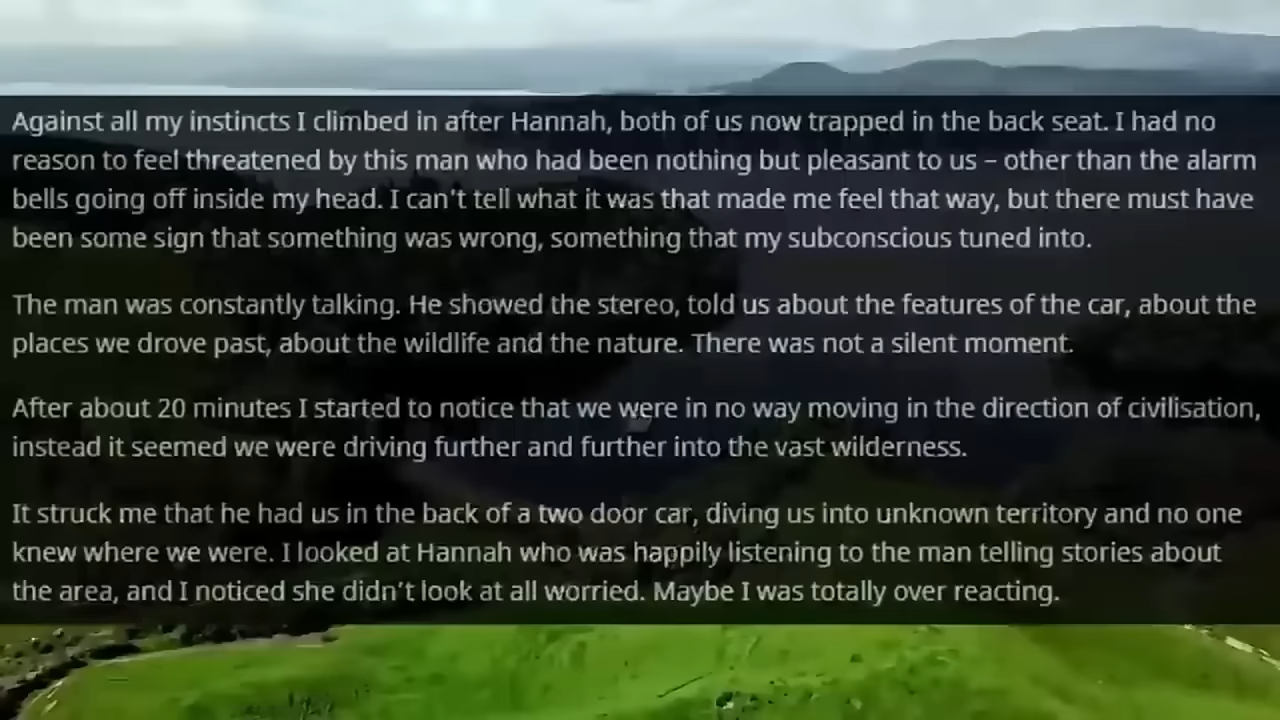 Against all my instincts I climbed in after Hannah, both of us now trapped in the back seat. I had no
reason to feel threatened by this man who had been nothing but pleasant to us – other than the alarm
bells going off inside my head. I can't tell what it was that made me feel that way, but there must have
been some sign that something was wrong, something that my subconscious tuned into.
The man was constantly talking. He showed the stereo, told us about the features of the car, about the
places we drove past, about the wildlife and the nature. There was not a silent moment.
After about 20 minutes I started to notice that we were in no way moving in the direction of civilisation,
instead it seemed we were driving further and further into the vast wilderness.
It struck me that he had us in the back of a two door car, diving us into unknown territory and no one
knew where we were. I looked at Hannah who was happily listening to the man telling stories about
the area, and I noticed she didn’t look at all worried. Maybe I was totally over reacting.